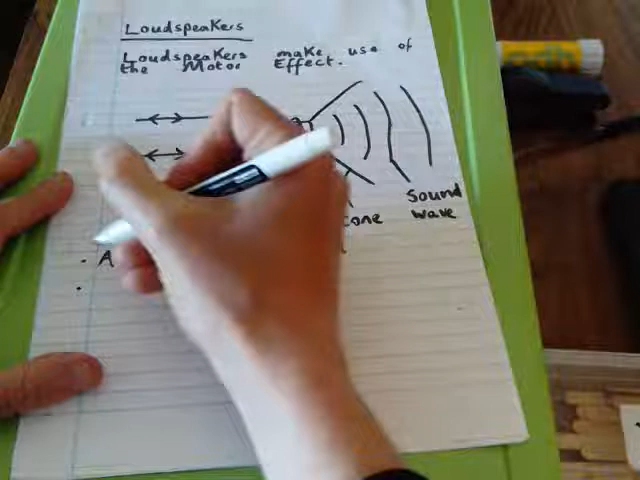 Loudspeakers
Loudspeakers make use of
the Motor Effect.
cone
Sound
wave
A